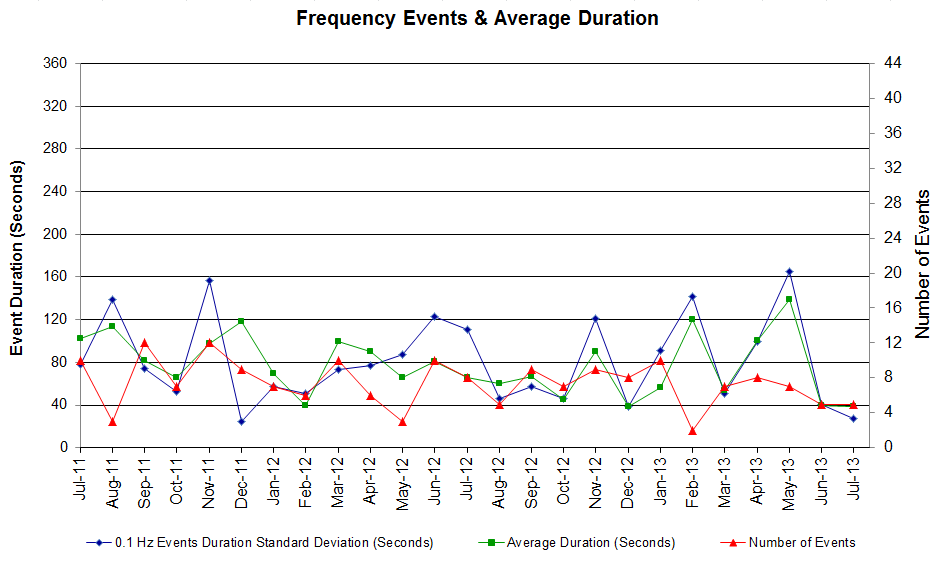 Frequency Events & Average Duration
Event Duration (Seconds)
360
320
280
240
200
160
120
80
40
0
44
40
36
32
28
24
20
16
12
8
4
0
Number of Events
Jul-11
Aug-11
Sep-11
Oct-11
Nov-11
Dec-11
Jan-12
Feb-12
Mar-12
Apr-12
May-12
Jun-12
Jul-12
Aug-12
Sep-12
Oct-12
Nov-12
Dec-12
Jan-13
Feb-13
Mar-13
Apr-13
May-13
Jun-13
Jul-13
0.1 Hz Events Duration Standard Deviation (Seconds) Average Duration (Seconds) Number of Events